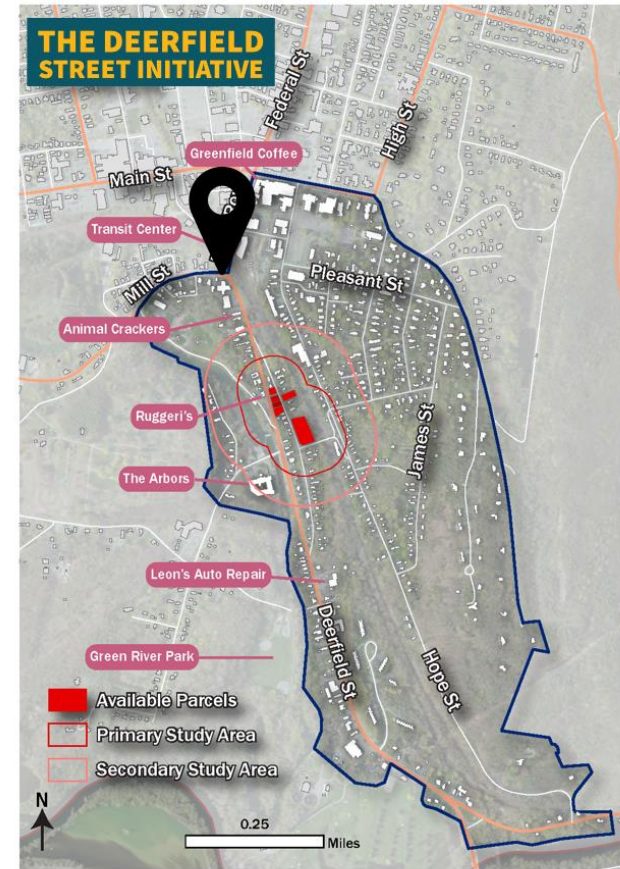 THE DEERFIELD
STREET INITIATIVE
Federal St
High St
Greenfield Coffee
Main St
Transit Center
Mill St
Pleasant St
Animal Crackers
Ruggeri's
James St
The Arbors
Leon's Auto Repair
Deerfield St
Hope St
Green River Park
Available Parcels
Primary Study Area
Secondary Study Area
N
0.25
Miles